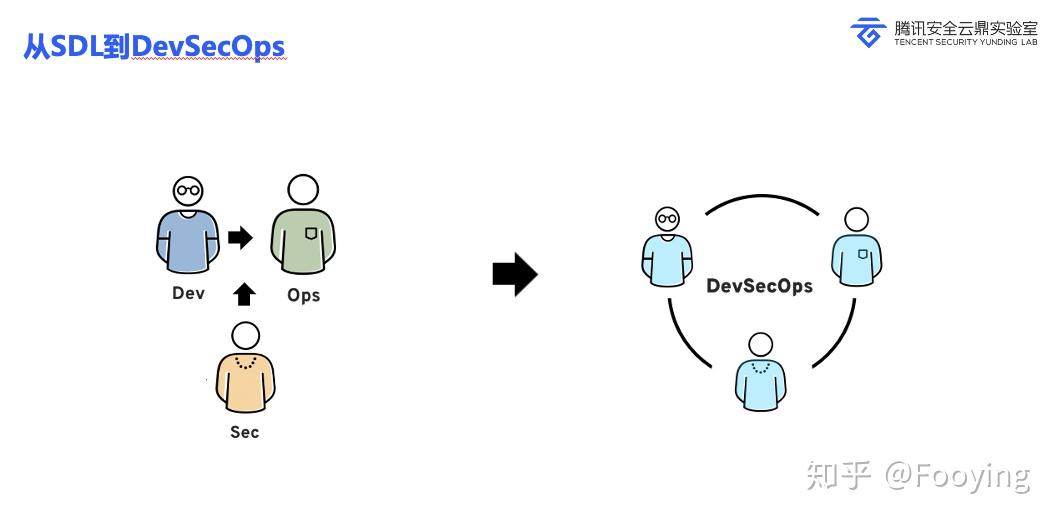 从SDL到DevSecOps
腾讯安全云鼎实验室
TENCENT SECURITY YUNDING LAB
Dev
Ops
Sec
DevSecOps
知乎 @Fooying